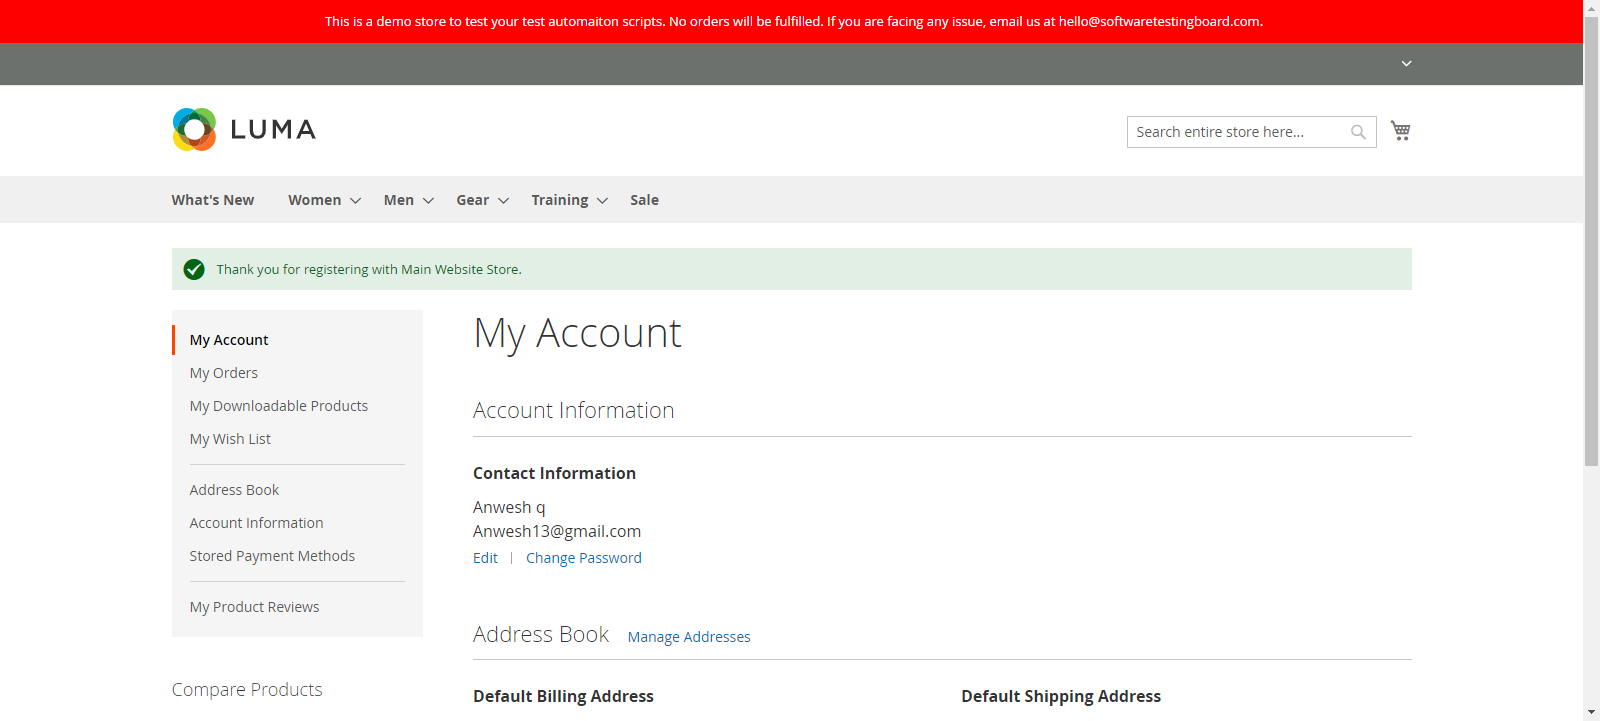 This is a demo store to test your test automaiton scripts. No orders will be fulfilled. If you are facing any issue, email us at hello@softwaretestingboard.com.
LUMA
Search entire store here...
What's New Women Men Gear Training Sale
Thank you for registering with Main Website Store.
My Account
My Orders
My Downloadable Products
My Wish List
Address Book
Account Information
Stored Payment Methods
My Product Reviews
Compare Products
My Account
Account Information
Contact Information
Anwesh q
Anwesh13@gmail.com
Edit | Change Password
Address Book Manage Addresses
Default Billing Address
Default Shipping Address